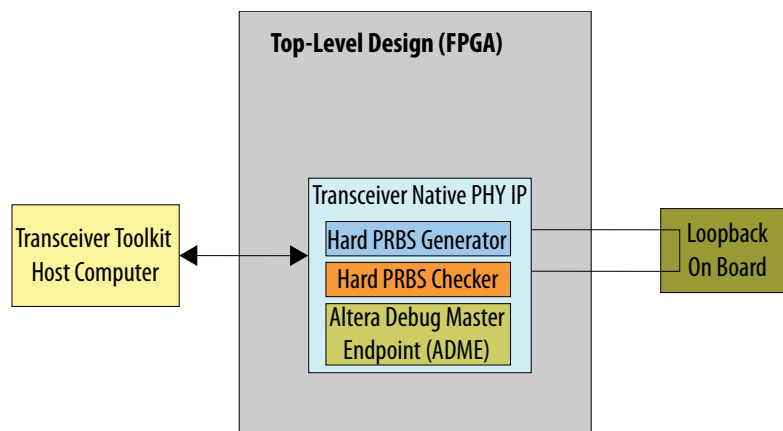 Top-Level Design (FPGA)
Transceiver Native PHY IP
Hard PRBS Generator
Hard PRBS Checker
Altera Debug Master
Endpoint (ADME)
Transceiver Toolkit
Host Computer
Loopback
On Board